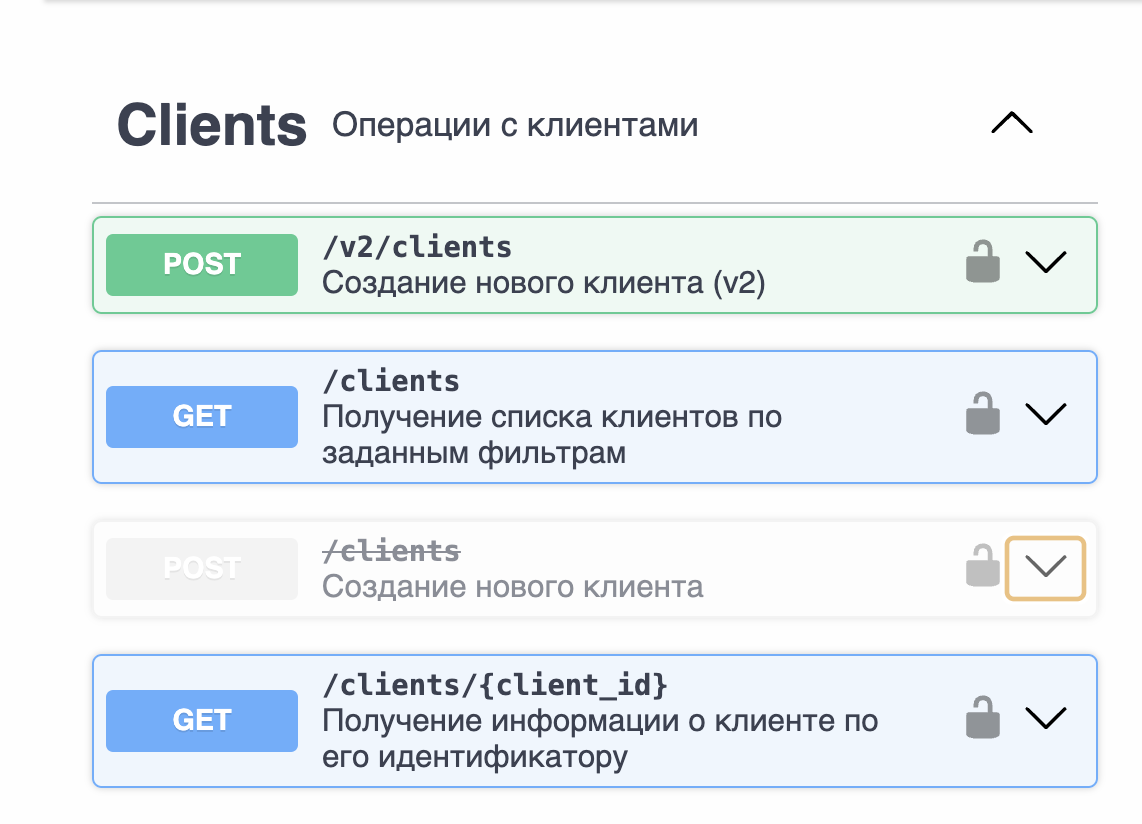 Clients Операции с клиентами
POST /v2/clients
Создание нового клиента (v2)
GET /clients
Получение списка клиентов по
заданным фильтрам
POST /clients
Создание нового клиента
GET /clients/{client_id}
Получение информации о клиенте по
его идентификатору